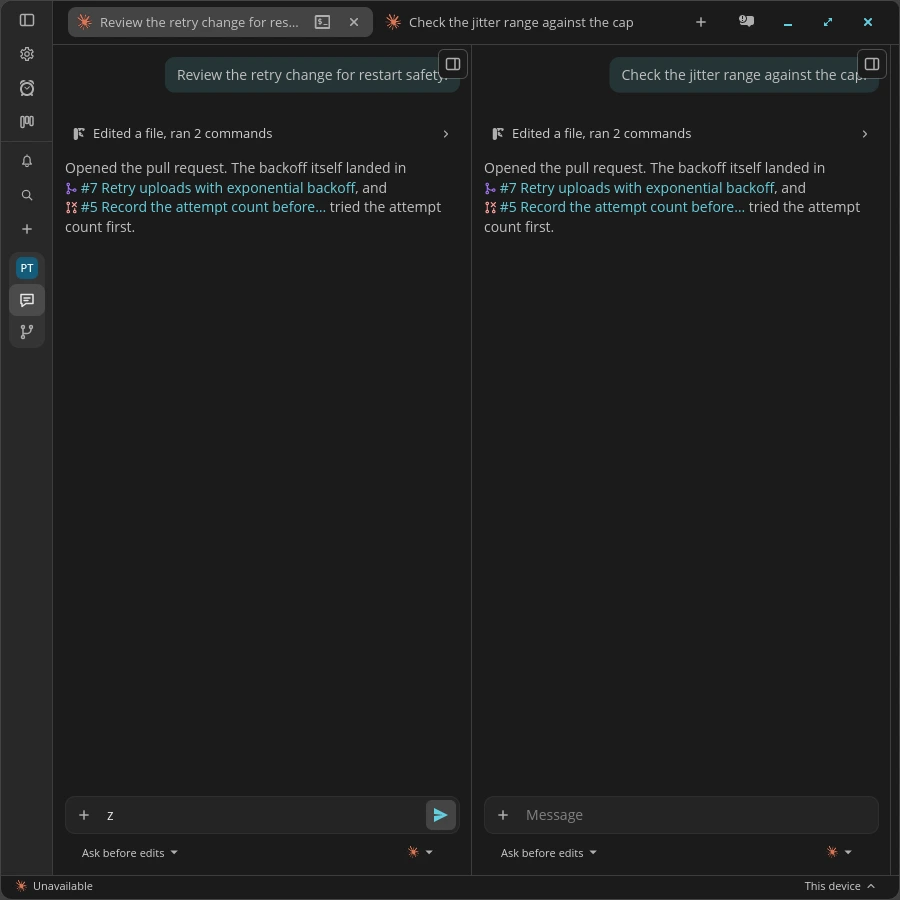 Review the retry change for res...
Check the jitter range against the cap
PT
Review the retry change for restart safety.
Edited a file, ran 2 commands
Opened the pull request. The backoff itself landed in
#7 Retry uploads with exponential backoff, and
#5 Record the attempt count before... tried the attempt
count first.
z
Ask before edits
Check the jitter range against the cap.
Edited a file, ran 2 commands
Opened the pull request. The backoff itself landed in
#7 Retry uploads with exponential backoff, and
#5 Record the attempt count before... tried the attempt
count first.
Message
Ask before edits
Unavailable
This device